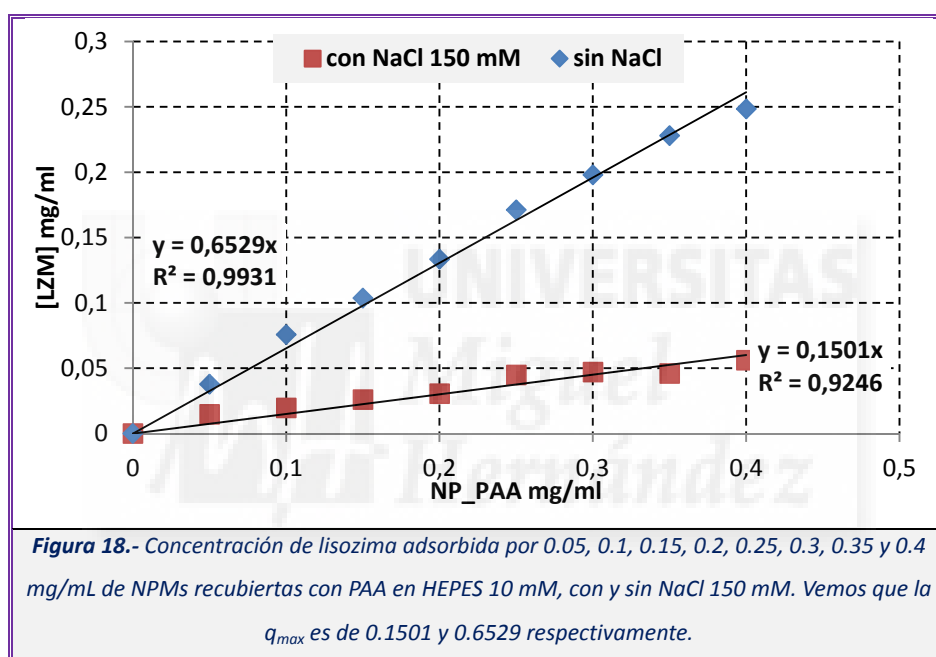 0,3
con NaCl 150 mM sin NaCl
0,25
0,2
y = 0,6529x
R² = 0,9931
0,15
[LZM] mg/ml
UNIVERSITAS
0,1
Miguel
y = 0,1501x
R² = 0,9246
0,05
Hernández
0
0 0,1 0,2 0,3 0,4 0,5
NP_PAA mg/ml
Figura 18.- Concentración de lisozima adsorbida por 0.05, 0.1, 0.15, 0.2, 0.25, 0.3, 0.35 y 0.4
mg/mL de NPMs recubiertas con PAA en HEPES 10 mM, con y sin NaCl 150 mM. Vemos que la
qmax es de 0.1501 y 0.6529 respectivamente.